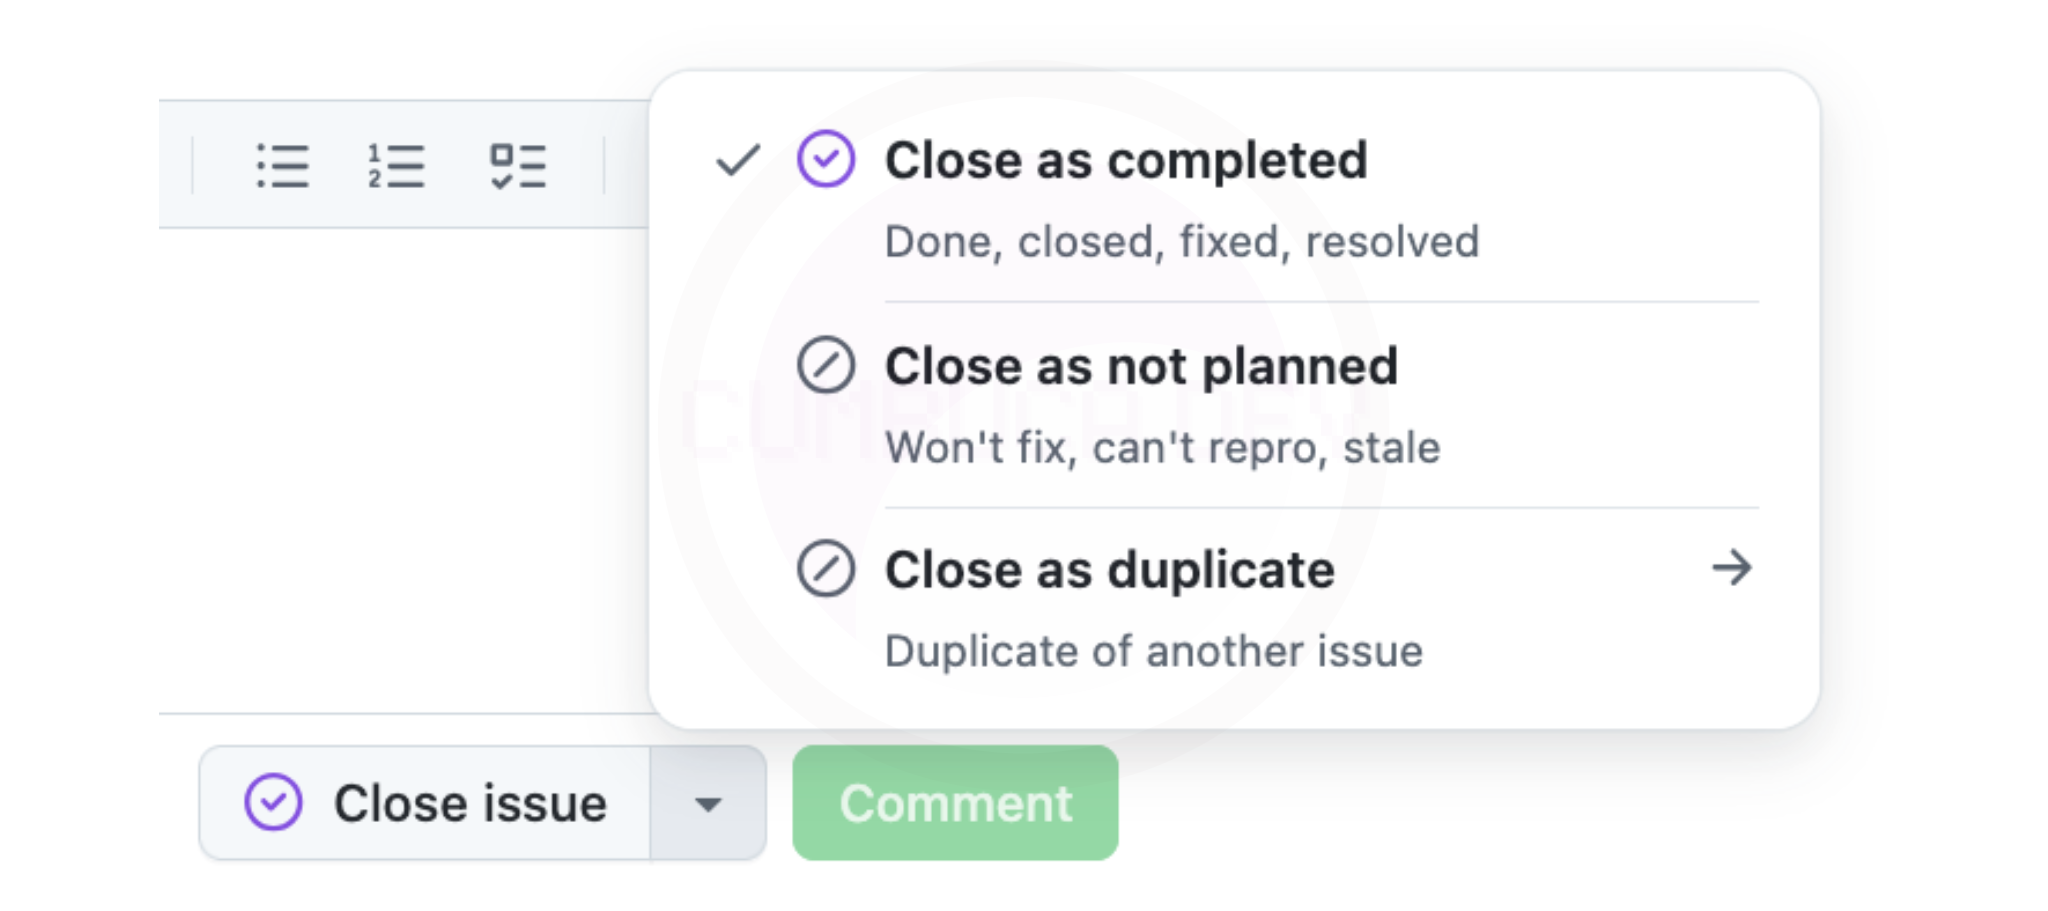 Close as completed
Done, closed, fixed, resolved
Close as not planned
Won't fix, can't repro, stale
Close as duplicate
Duplicate of another issue
Close issue
Comment